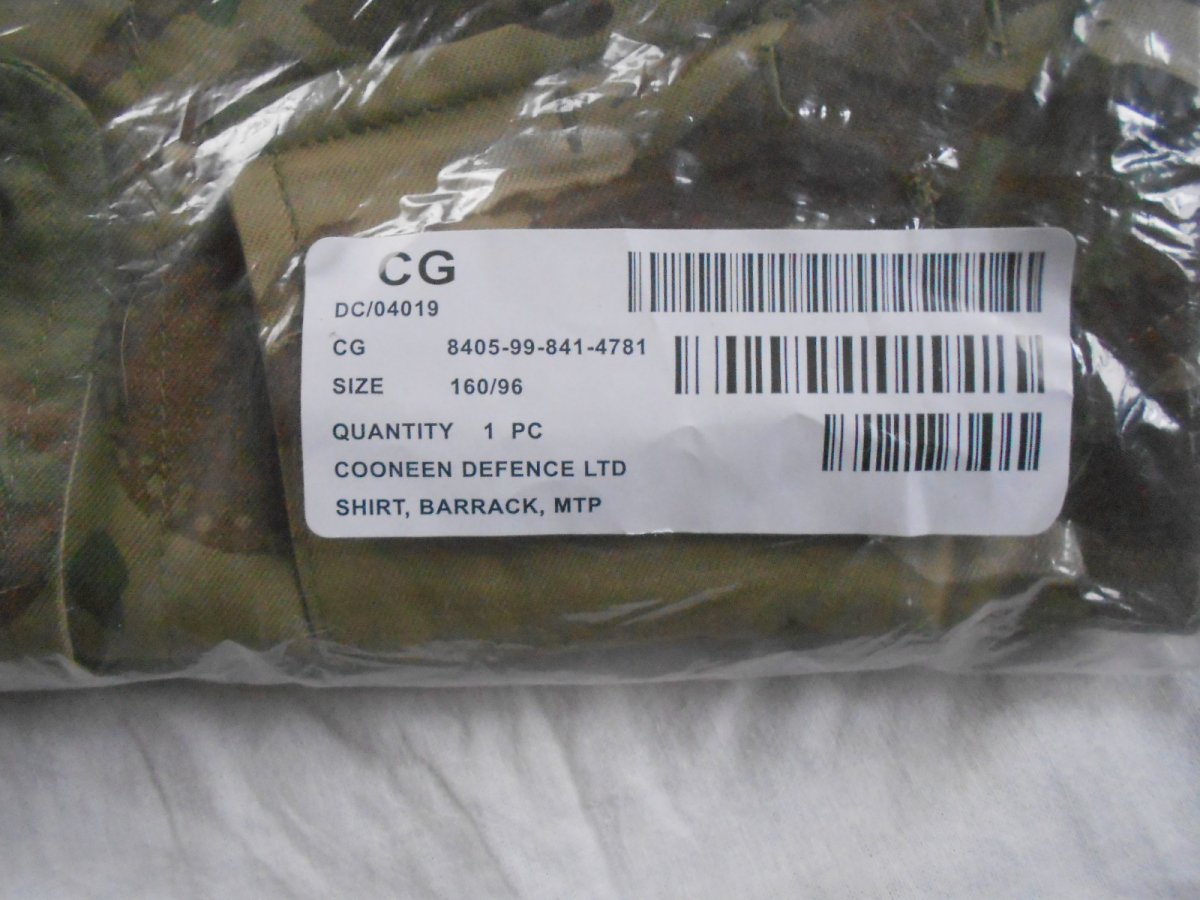 CG
DC/04019
CG 8405-99-841-4781
SIZE 160/96
QUANTITY 1 PC
COONEEN DEFENCE LTD
SHIRT, BARRACK, MTP